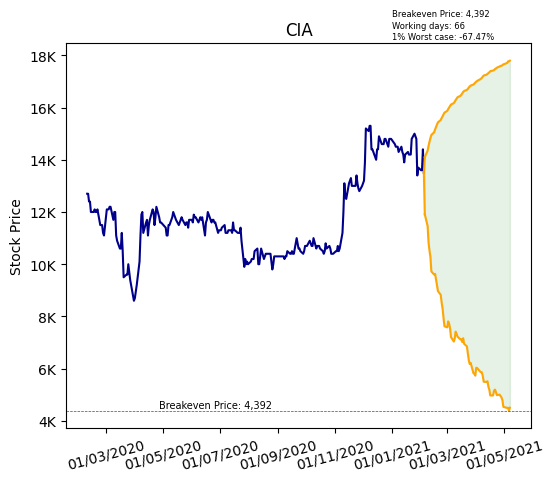 Breakeven Price: 4,392
Working days: 66
1% Worst case: -67.47%
CIA
Stock Price
18K
16K
14K
12K
10K
8K
6K
4K
Breakeven Price: 4,392
01/03/2020
01/05/2020
01/07/2020
01/09/2020
01/11/2020
01/01/2021
01/03/2021
01/05/2021